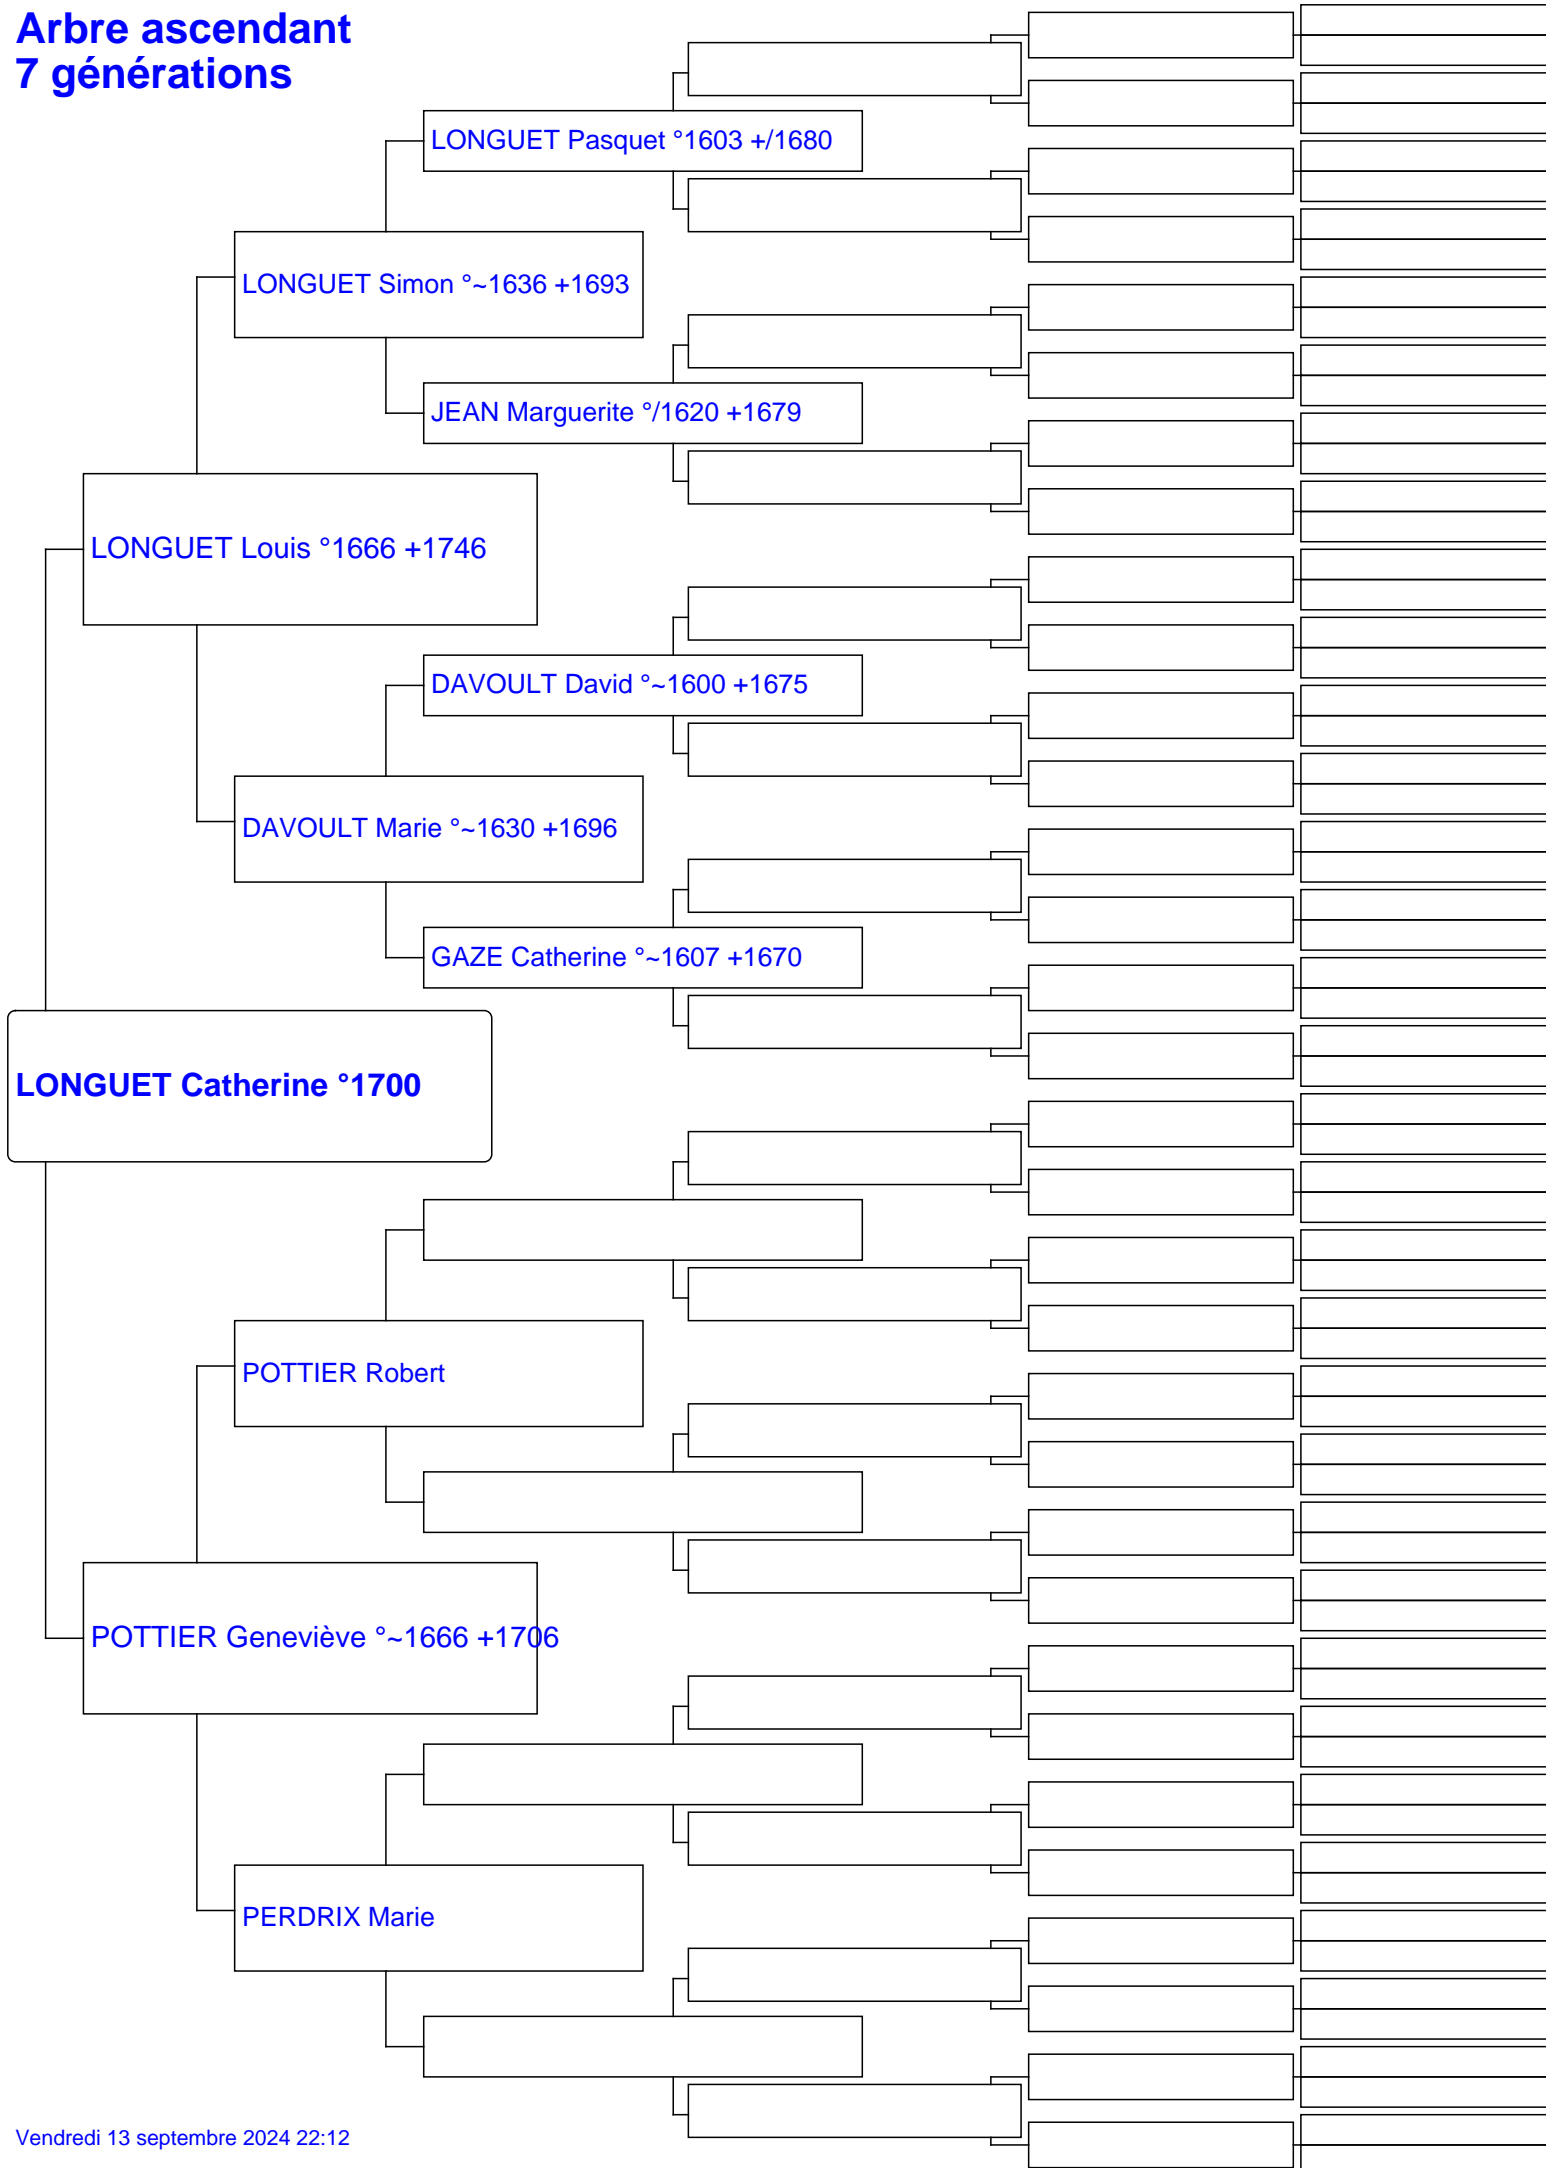 Arbre ascendant
7 générations
LONGUET Pasquet °1603 +/1680
LONGUET Simon °~1636 +1693
JEAN Marguerite °/1620 +1679
LONGUET Louis °1666 +1746
DAVOULT David °~1600 +1675
DAVOULT Marie °~1630 +1696
GAZE Catherine °~1607 +1670
LONGUET Catherine °1700
POTTIER Robert
POTTIER Geneviève °~1666 +1706
PERDRIX Marie
Vendredi 13 septembre 2024 22:12